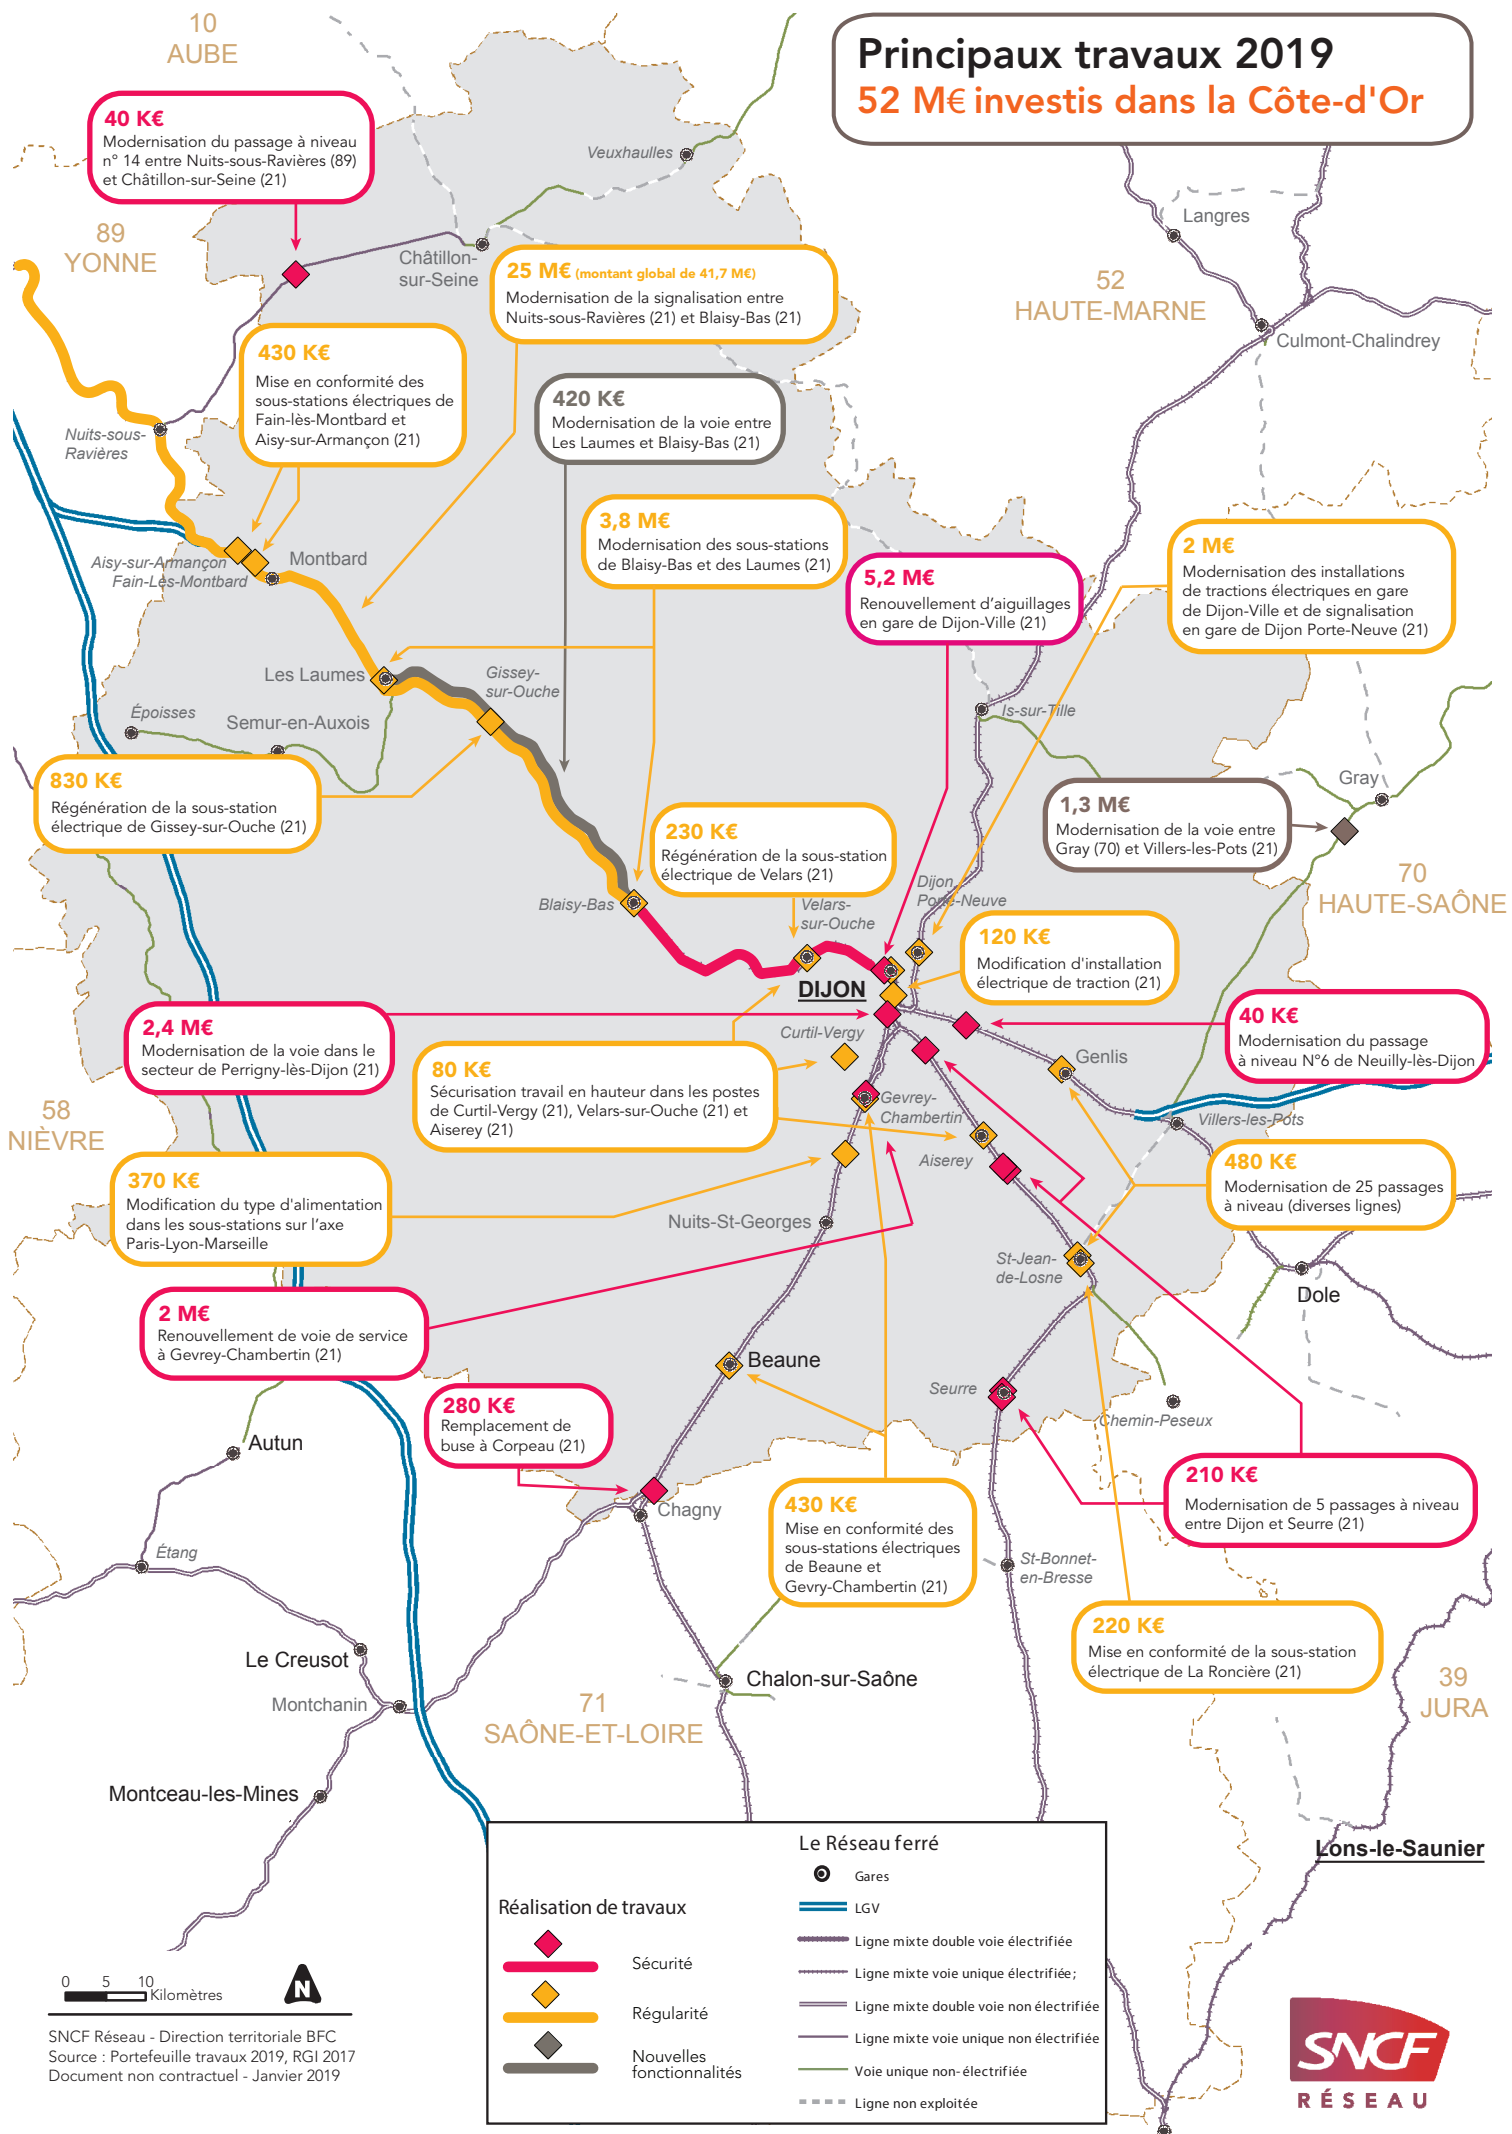 Principaux travaux 2019
52 M€ investis dans la Côte-d'Or
10
AUBE
40 K€
Modernisation du passage à niveau
n° 14 entre Nuits-sous-Ravières (89)
et Châtillon-sur-Seine (21)
Veuxhaulles
Langres
89
YONNE
Châtillon-
sur-Seine
25 M€ (montant global de 41,7 M€)
Modernisation de la signalisation entre
Nuits-sous-Ravières (21) et Blaisy-Bas (21)
52
HAUTE-MARNE
Culmont-Chalindrey
430 K€
Mise en conformité des
sous-stations électriques de
Fain-lès-Montbard et
Aisy-sur-Armançon (21)
420 K€
Modernisation de la voie entre
Les Laumes et Blaisy-Bas (21)
Nuits-sous-
Ravières
3,8 M€
Modernisation des sous-stations
de Blaisy-Bas et des Laumes (21)
2 M€
Modernisation des installations
de tractions électriques en gare
de Dijon-Ville et de signalisation
en gare de Dijon Porte-Neuve (21)
Aisy-sur-Armançon
Fain-Lès-Montbard
Montbard
5,2 M€
Renouvellement d'aiguillages
en gare de Dijon-Ville (21)
Les Laumes
Gissey-
sur-Ouche
Époisses
Semur-en-Auxois
Is-sur-Tille
830 K€
Régénération de la sous-station
électrique de Gissey-sur-Ouche (21)
Gray
1,3 M€
Modernisation de la voie entre
Gray (70) et Villers-les-Pots (21)
230 K€
Régénération de la sous-station
électrique de Velars (21)
70
HAUTE-SAÔNE
Blaisy-Bas
Velars-
sur-Ouche
Dijon
Porte-Neuve
120 K€
Modification d'installation
électrique de traction (21)
DIJON
2,4 M€
Modernisation de la voie dans le
secteur de Perrigny-lès-Dijon (21)
Curtil-Vergy
40 K€
Modernisation du passage
à niveau N°6 de Neuilly-lès-Dijon
Genlis
80 K€
Sécurisation travail en hauteur dans les postes
de Curtil-Vergy (21), Velars-sur-Ouche (21) et
Aiserey (21)
58
NIÈVRE
Gevrey-
Chambertin
Villers-les-Pots
Aiserey
370 K€
Modification du type d'alimentation
dans les sous-stations sur l'axe
Paris-Lyon-Marseille
480 K€
Modernisation de 25 passages
à niveau (diverses lignes)
Nuits-St-Georges
St-Jean-
de-Losne
Dole
2 M€
Renouvellement de voie de service
à Gevrey-Chambertin (21)
Beaune
Seurre
Chemin-Peseux
280 K€
Remplacement de
buse à Corpeau (21)
Autun
210 K€
Modernisation de 5 passages à niveau
entre Dijon et Seurre (21)
Chagny
430 K€
Mise en conformité des
sous-stations électriques
de Beaune et
Gevry-Chambertin (21)
Étang
St-Bonnet-
en-Bresse
220 K€
Mise en conformité de la sous-station
électrique de La Roncière (21)
Le Creusot
Montchanin
Chalon-sur-Saône
71
SAÔNE-ET-LOIRE
39
JURA
Montceau-les-Mines
Lons-le-Saunier
Réalisation de travaux
Sécurité
Régularité
Nouvelles
fonctionnalités
Le Réseau ferré
Gares
LGV
Ligne mixte double voie électrifiée
Ligne mixte voie unique électrifiée;
Ligne mixte double voie non électrifiée
Ligne mixte voie unique non électrifiée
Voie unique non-électrifiée
Ligne non exploitée
0 5 10
Kilomètres
N
SNCF Réseau - Direction territoriale BFC
Source : Portefeuille travaux 2019, RGI 2017
Document non contractuel - Janvier 2019
SNCF
RÉSEAU